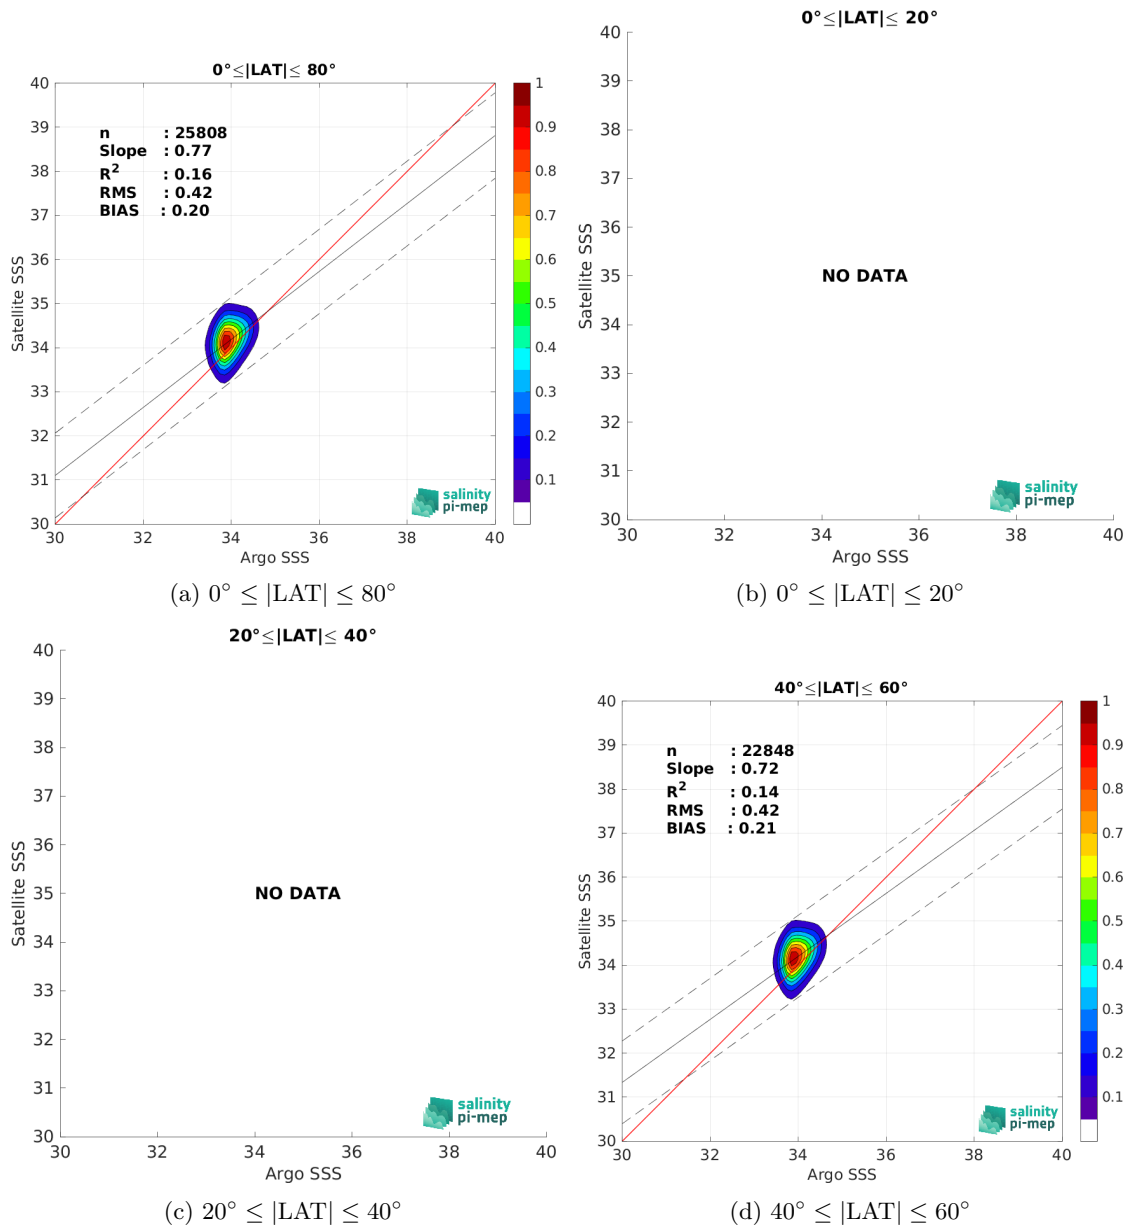 0°≤|LAT|≤ 80°
40
39
38
37
36
35
34
33
32
31
30
Satellite SSS
n : 25808
Slope : 0.77
R2 : 0.16
RMS : 0.42
BIAS : 0.20
1
0.9
0.8
0.7
0.6
0.5
0.4
0.3
0.2
0.1
salinity
pi-mep
30 32 34 36 38 40
Argo SSS
(a) 0° ≤ |LAT| ≤ 80°
0°≤|LAT|≤ 20°
40
39
38
37
36
35
34
33
32
31
30
Satellite SSS
NO DATA
salinity
pi-mep
30 32 34 36 38 40
Argo SSS
(b) 0° ≤ |LAT| ≤ 20°
20°≤|LAT|≤ 40°
40
39
38
37
36
35
34
33
32
31
30
Satellite SSS
NO DATA
salinity
pi-mep
30 32 34 36 38 40
Argo SSS
(c) 20° ≤ |LAT| ≤ 40°
40°≤|LAT|≤ 60°
40
39
38
37
36
35
34
33
32
31
30
Satellite SSS
n : 22848
Slope : 0.72
R2 : 0.14
RMS : 0.42
BIAS : 0.21
1
0.9
0.8
0.7
0.6
0.5
0.4
0.3
0.2
0.1
salinity
pi-mep
30 32 34 36 38 40
Argo SSS
(d) 40° ≤ |LAT| ≤ 60°